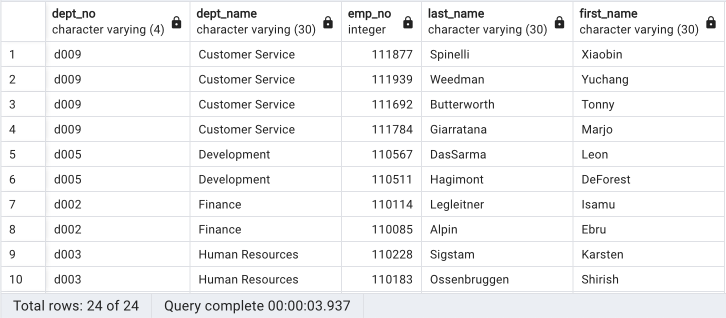 dept_no dept_name emp_no last_name first_name
character varying (4) character varying (30) integer character varying (30) character varying (30)
1 d009 Customer Service 111877 Spinelli Xiaobin
2 d009 Customer Service 111939 Weedman Yuchang
3 d009 Customer Service 111692 Butterworth Tonny
4 d009 Customer Service 111784 Giarratana Marjo
5 d005 Development 110567 DasSarma Leon
6 d005 Development 110511 Hagimont DeForest
7 d002 Finance 110114 Legleitner Isamu
8 d002 Finance 110085 Alpin Ebru
9 d003 Human Resources 110228 Sigstam Karsten
10 d003 Human Resources 110183 Ossenbruggen Shirish
Total rows: 24 of 24 Query complete 00:00:03.937